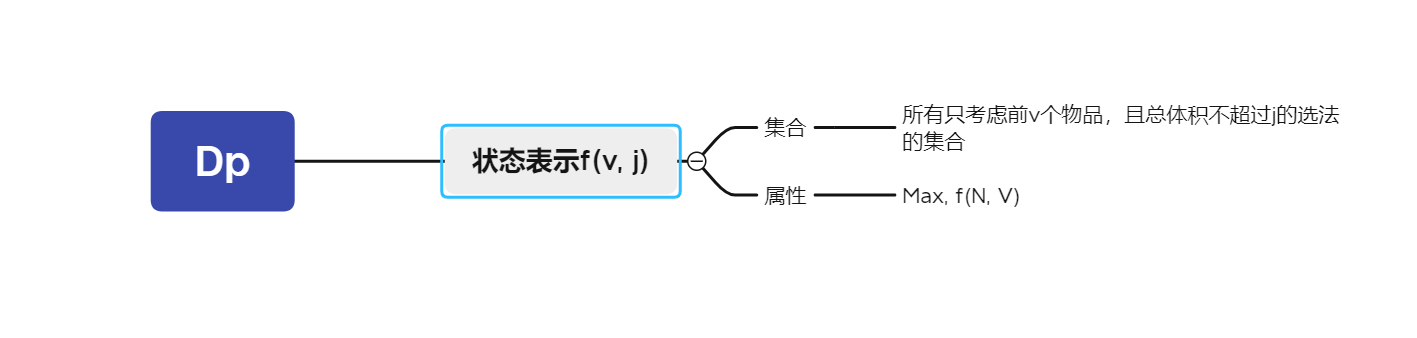 Dp
状态表示f(v, j)
集合
所有只考虑前v个物品，且总体积不超过j的选法
的集合
属性
Max, f(N, V)